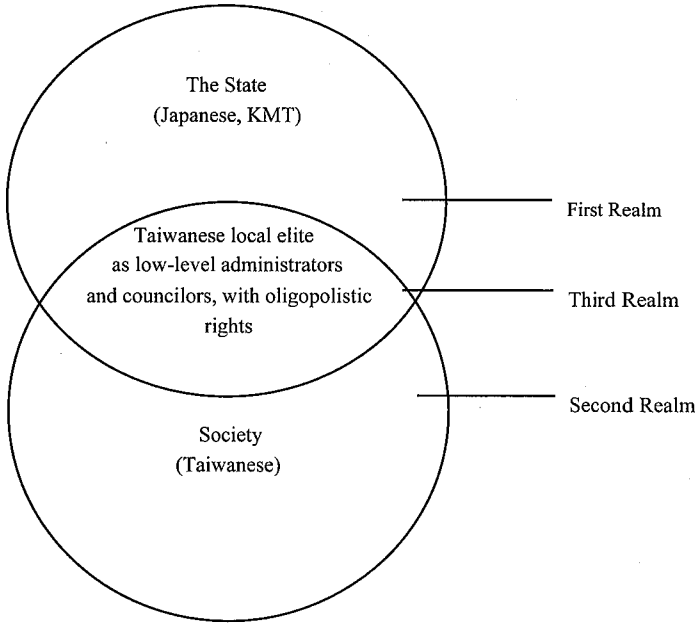 The State
(Japanese, KMT)
First Realm
Taiwanese local elite
as low-level administrators
and councilors, with oligopolistic
rights
Third Realm
Second Realm
Society
(Taiwanese)